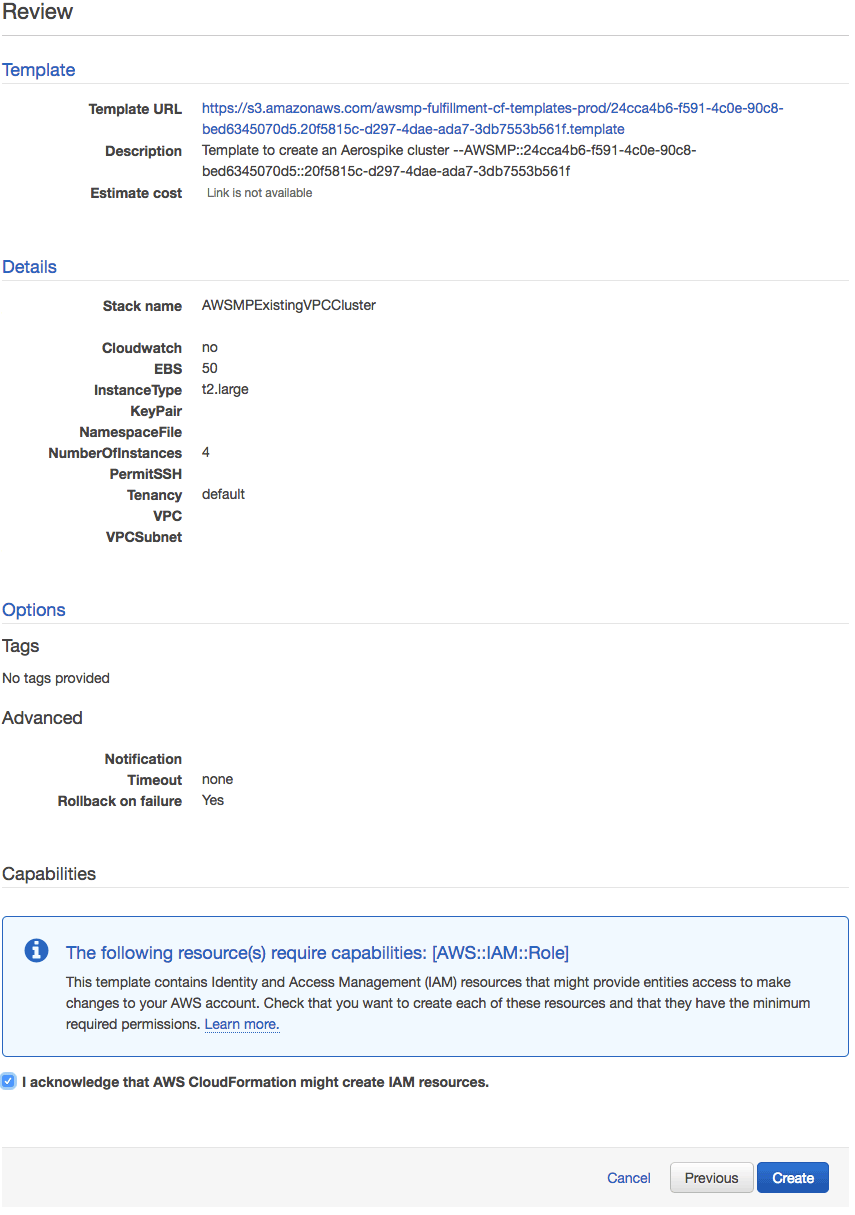 Review
Template
Template URL https://s3.amazonaws.com/awsmp-fulfillment-cf-templates-prod/24cca4b6-f591-4c0e-90c8-
bed6345070d5.20f5815c-d297-4dae-ada7-3db7553b561f.template
Description Template to create an Aerospike cluster --AWSMP::24cca4b6-f591-4c0e-90c8-
bed6345070d5::20f5815c-d297-4dae-ada7-3db7553b561f
Estimate cost Link is not available
Details
Stack name AWSMPExistingVPCCluster
Cloudwatch no
EBS 50
InstanceType t2.large
KeyPair
NamespaceFile
NumberOfInstances 4
PermitSSH
Tenancy default
VPC
VPCSubnet
Options
Tags
No tags provided
Advanced
Notification
Timeout none
Rollback on failure Yes
Capabilities
The following resource(s) require capabilities: [AWS::IAM::Role]
This template contains Identity and Access Management (IAM) resources that might provide entities access to make
changes to your AWS account. Check that you want to create each of these resources and that they have the minimum
required permissions. Learn more.
I acknowledge that AWS CloudFormation might create IAM resources.
Cancel Previous Create